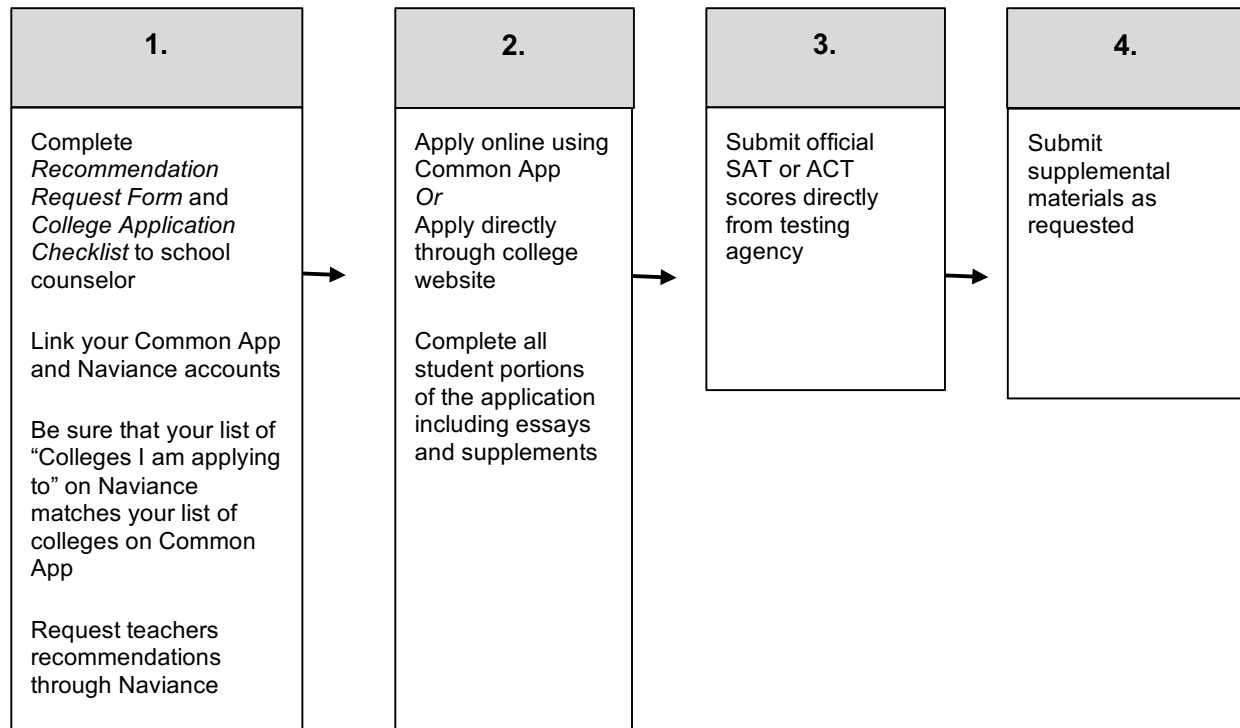 1.
Complete
Recommendation
Request Form and
College Application
Checklist to school
counselor
Link your Common App
and Naviance accounts
Be sure that your list of
“Colleges I am applying
to” on Naviance
matches your list of
colleges on Common
App
Request teachers
recommendations
through Naviance
2.
Apply online using
Common App
Or
Apply directly
through college
website
Complete all
student portions
of the application
including essays
and supplements
3.
Submit official
SAT or ACT
scores directly
from testing
agency
4.
Submit
supplemental
materials as
requested